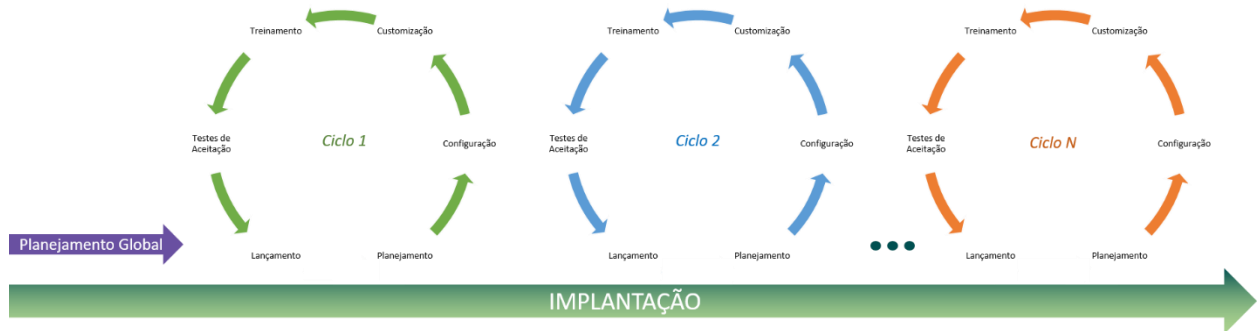 Treinamento
Customização
Testes de
Aceitação
Ciclo 1
Configuração
Lançamento
Planejamento
Treinamento
Customização
Testes de
Aceitação
Ciclo 2
Configuração
Lançamento
Planejamento
Treinamento
Customização
Testes de
Aceitação
Ciclo N
Configuração
Lançamento
Planejamento
Planejamento Global
IMPLANTAÇÃO